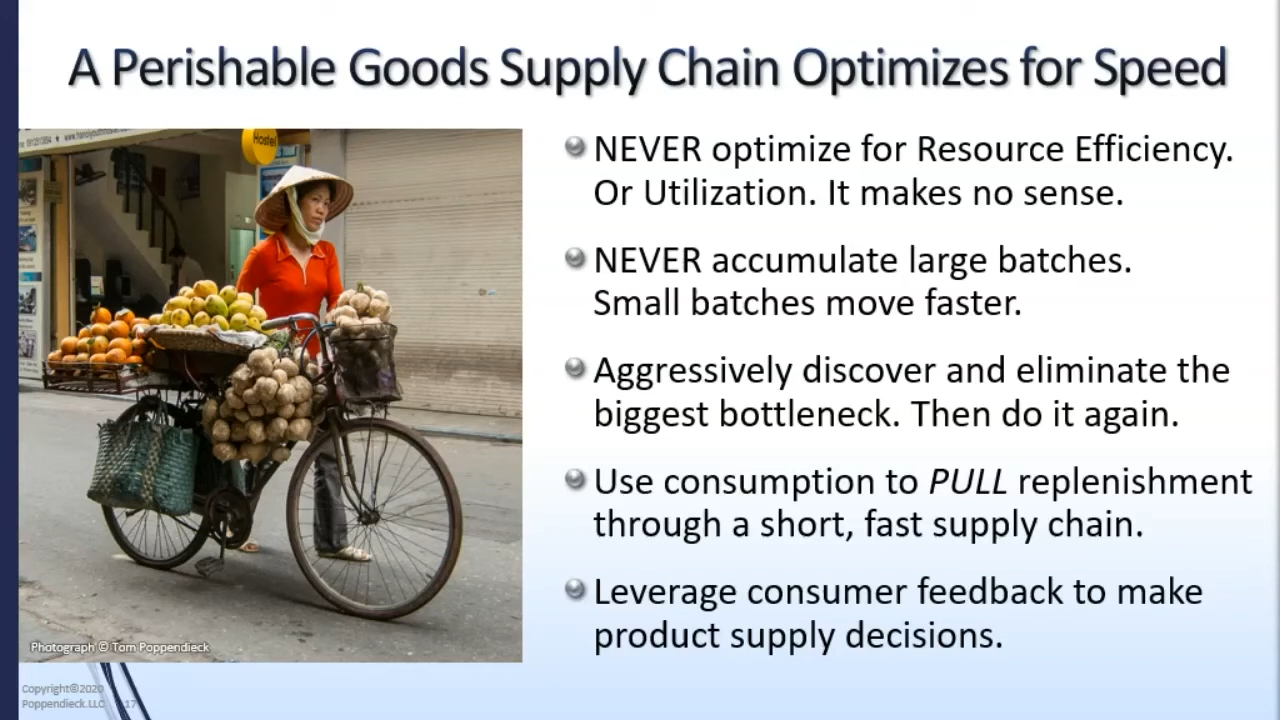 A Perishable Goods Supply Chain Optimizes for Speed
Hostel
NEVER optimize for Resource Efficiency.
Or Utilization. It makes no sense.
NEVER accumulate large batches.
Small batches move faster.
Aggressively discover and eliminate the
biggest bottleneck. Then do it again.
Use consumption to PULL replenishment
through a short, fast supply chain.
Leverage consumer feedback to make
product supply decisions.
Photograph © Tom Poppendieck
Copyright©2020
Poppendieck.LLC 17